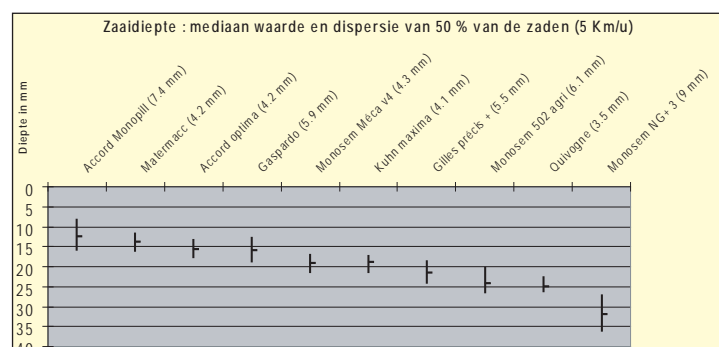 Zaaidiepte : mediaan waarde en dispersie van 50 % van de zaden (5 Km/u)
Diepte in mm
Accord Monopill (7.4 mm)
Matermacc (4.2 mm)
Accord optima (4.2 mm)
Gaspardo (5.9 mm)
Monosem Méca v4 (4.3 mm)
Kuhn maxima (4.1 mm)
Gilles précis + (5.5 mm)
Monosem 502 agri (6.1 mm)
Quivogne (3.5 mm)
Monosem NG+ 3 (9 mm)
0
5
10
15
20
25
30
35
40